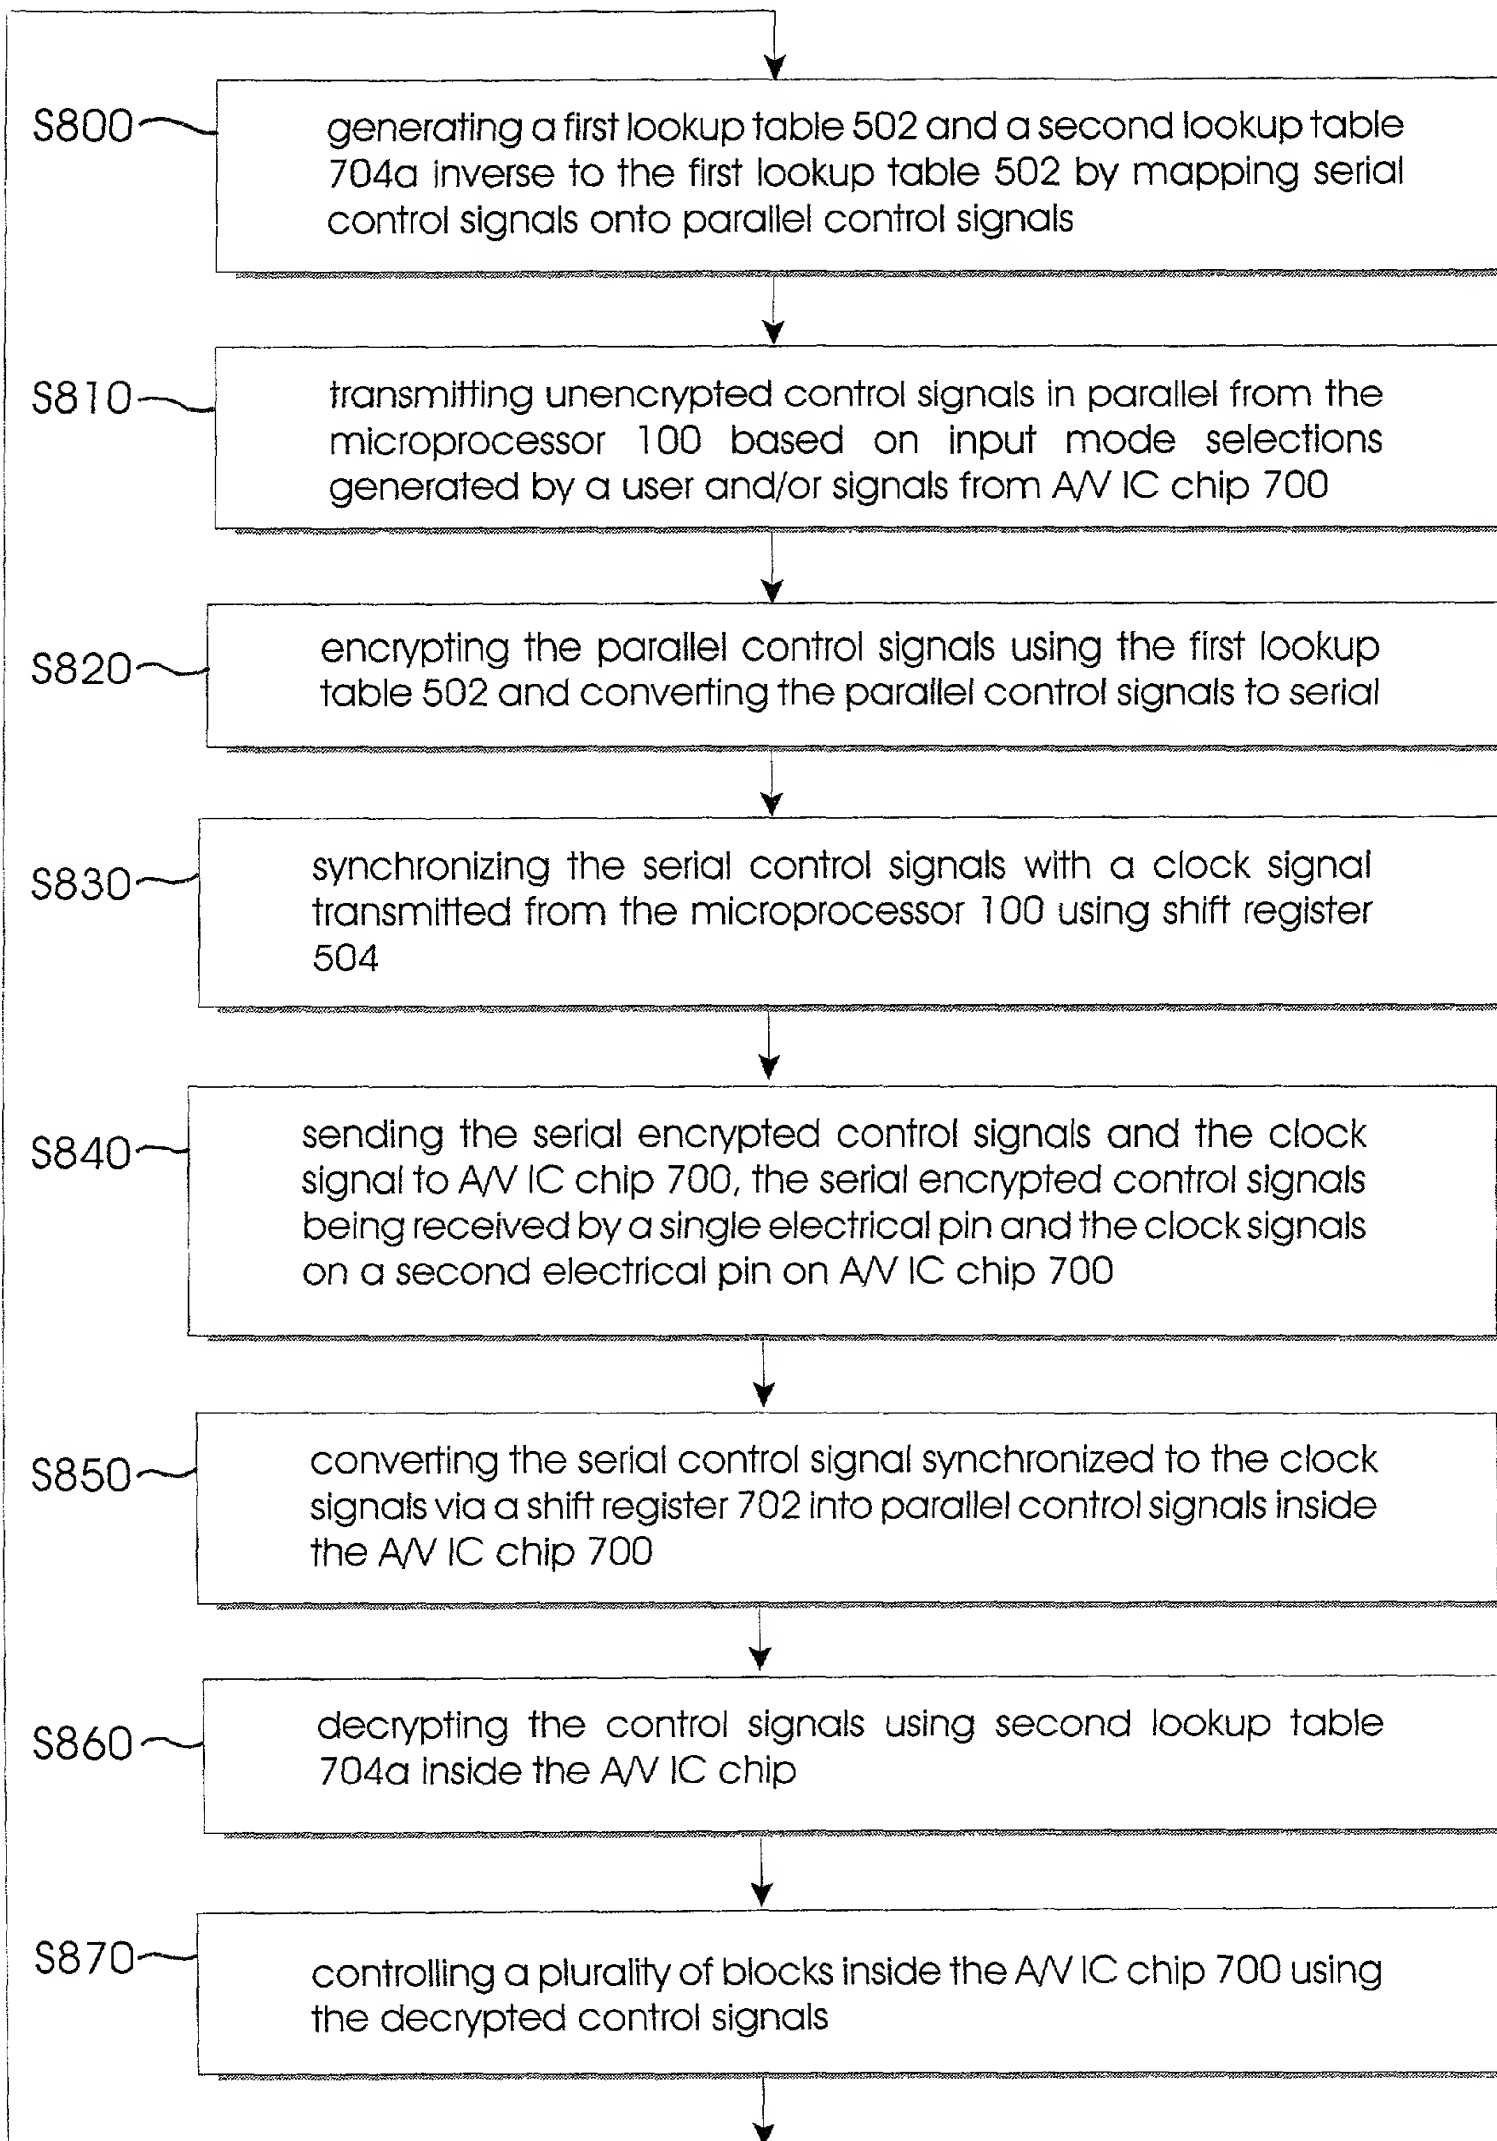 S800
generating a first lookup table 502 and a second lookup table
704a inverse to the first lookup table 502 by mapping serial
control signals onto parallel control signals
S810
transmitting unencrypted control signals in parallel from the
microprocessor 100 based on input mode selections
generated by a user and/or signals from A/V IC chip 700
S820
encrypting the parallel control signals using the first lookup
table 502 and converting the parallel control signals to serial
S830
synchronizing the serial control signals with a clock signal
transmitted from the microprocessor 100 using shift register
504
S840
sending the serial encrypted control signals and the clock
signal to A/V IC chip 700, the serial encrypted control signals
being received by a single electrical pin and the clock signals
on a second electrical pin on A/V IC chip 700
S850
converting the serial control signal synchronized to the clock
signals via a shift register 702 into parallel control signals inside
the A/V IC chip 700
S860
decrypting the control signals using second lookup table
704a inside the A/V IC chip
S870
controlling a plurality of blocks inside the A/V IC chip 700 using
the decrypted control signals